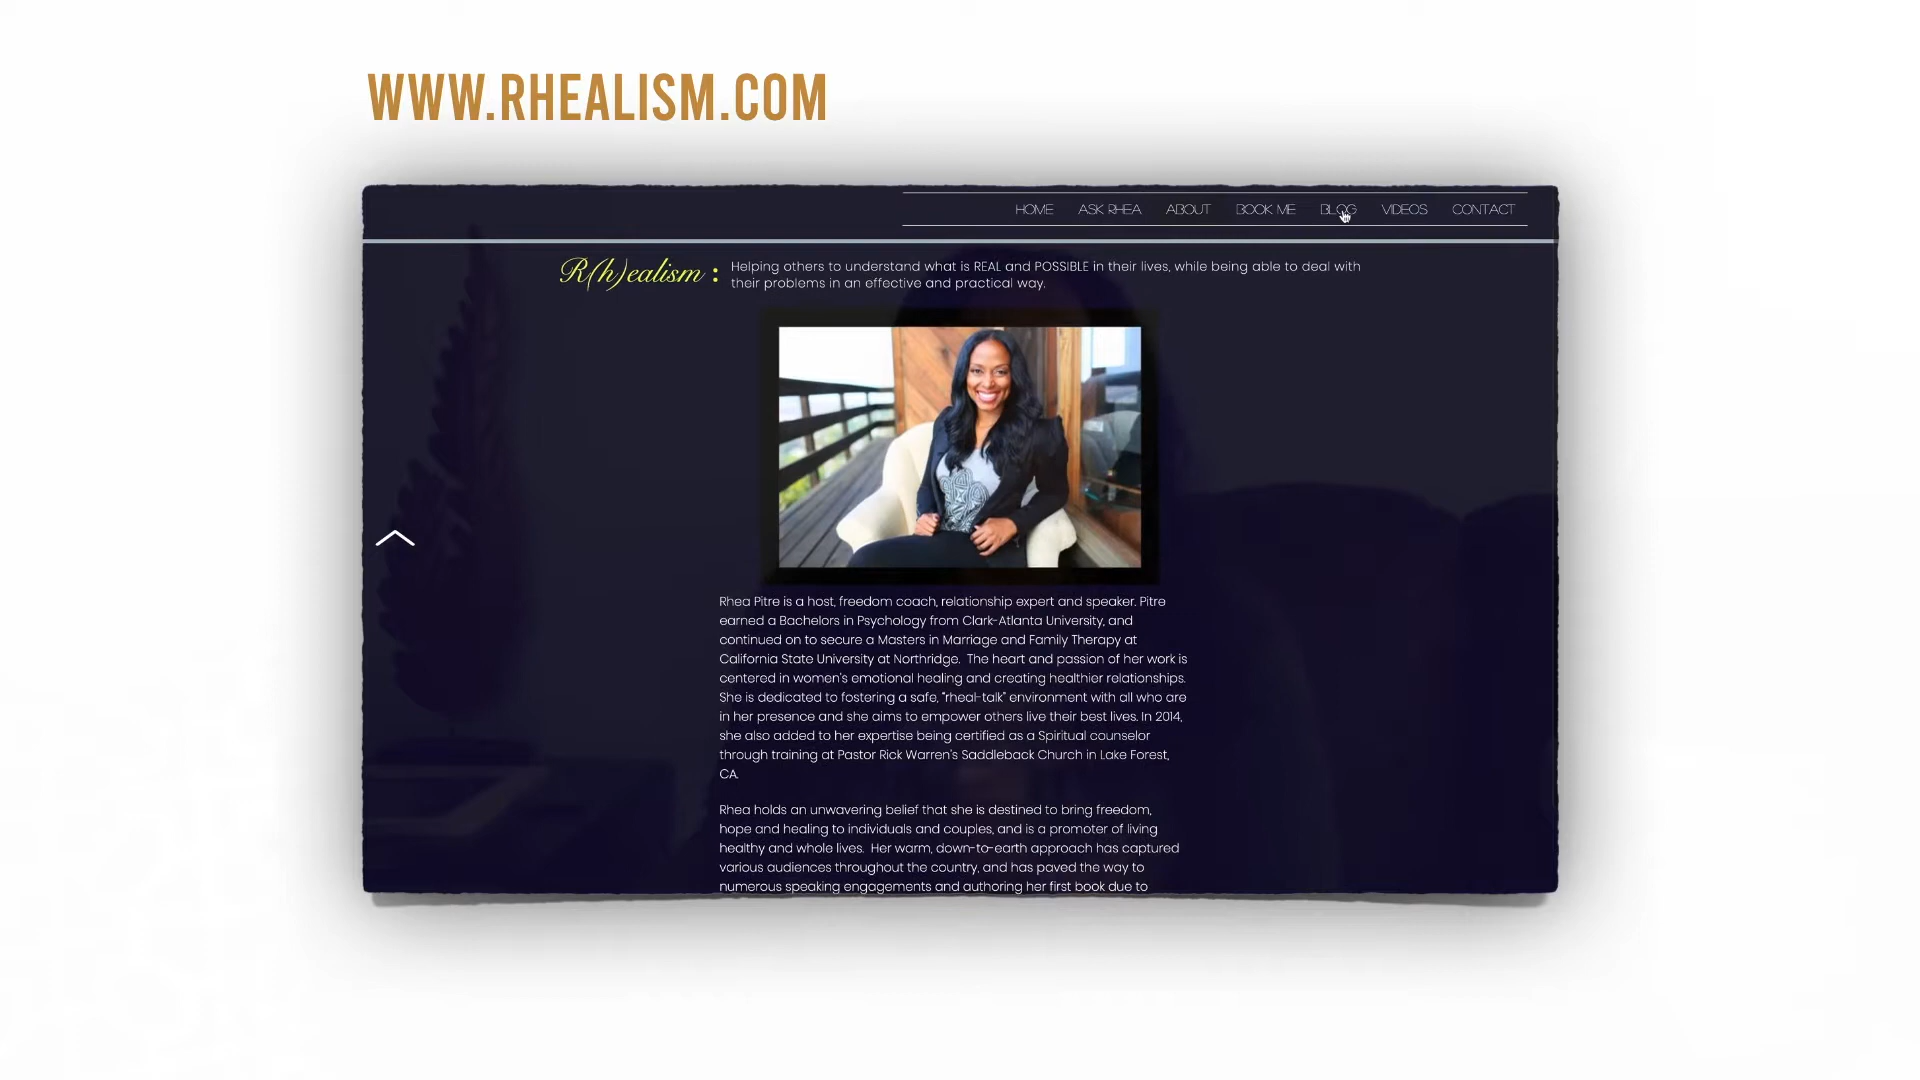 WWW.RHEALISM.COM
HOME ASK RHEA ABOUT BOOK ME BLOG VIDEOS CONTACT
R(h)ealism : Helping others to understand what is REAL and POSSIBLE in their lives, while being able to deal with
their problems in an effective and practical way.
Rhea Pitre is a host, freedom coach, relationship expert and speaker. Pitre
earned a Bachelors in Psychology from Clark-Atlanta University, and
continued on to secure a Masters in Marriage and Family Therapy at
California State University at Northridge. The heart and passion of her work is
centered in women's emotional healing and creating healthier relationships.
She is dedicated to fostering a safe, "rheal-talk" environment with all who are
in her presence and she aims to empower others live their best lives. In 2014,
she also added to her expertise being certified as a Spiritual counselor
through training at Pastor Rick Warren's Saddleback Church in Lake Forest,
CA.
Rhea holds an unwavering belief that she is destined to bring freedom,
hope and healing to individuals and couples, and is a promoter of living
healthy and whole lives. Her warm, down-to-earth approach has captured
various audiences throughout the country, and has paved the way to
numerous speaking engagements and authoring her first book due to